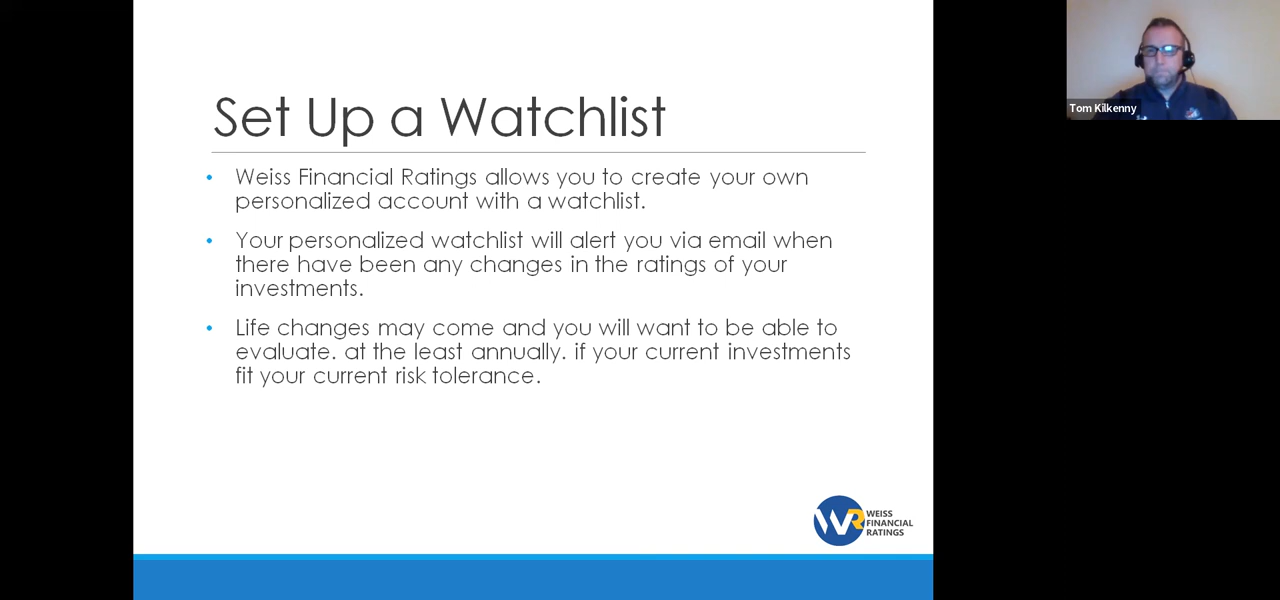 Set Up a Watchlist
• Weiss Financial Ratings allows you to create your own
personalized account with a watchlist.
• Your personalized watchlist will alert you via email when
there have been any changes in the ratings of your
investments.
• Life changes may come and you will want to be able to
evaluate. at the least annually. if your current investments
fit your current risk tolerance.
WR WEISS
FINANCIAL
RATINGS
Tom Kilkenny